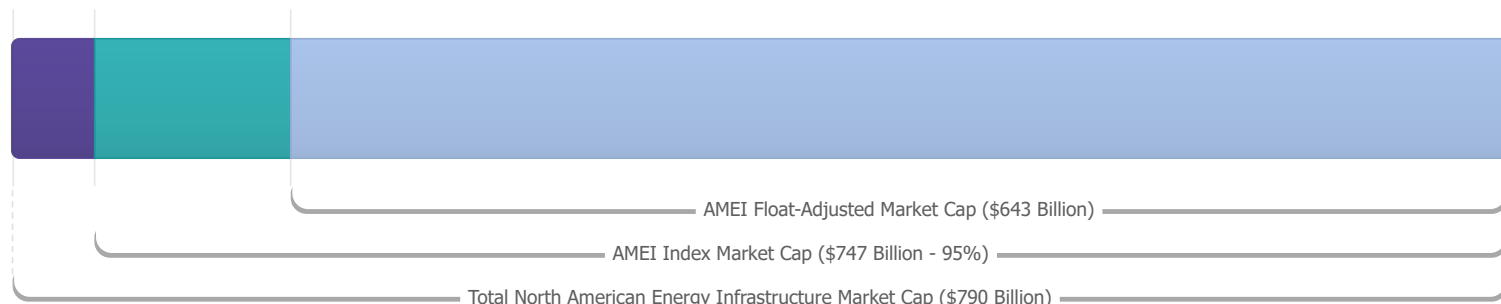 AMEI Float-Adjusted Market Cap ($643 Billion)
AMEI Index Market Cap ($747 Billion - 95%)
Total North American Energy Infrastructure Market Cap ($790 Billion)